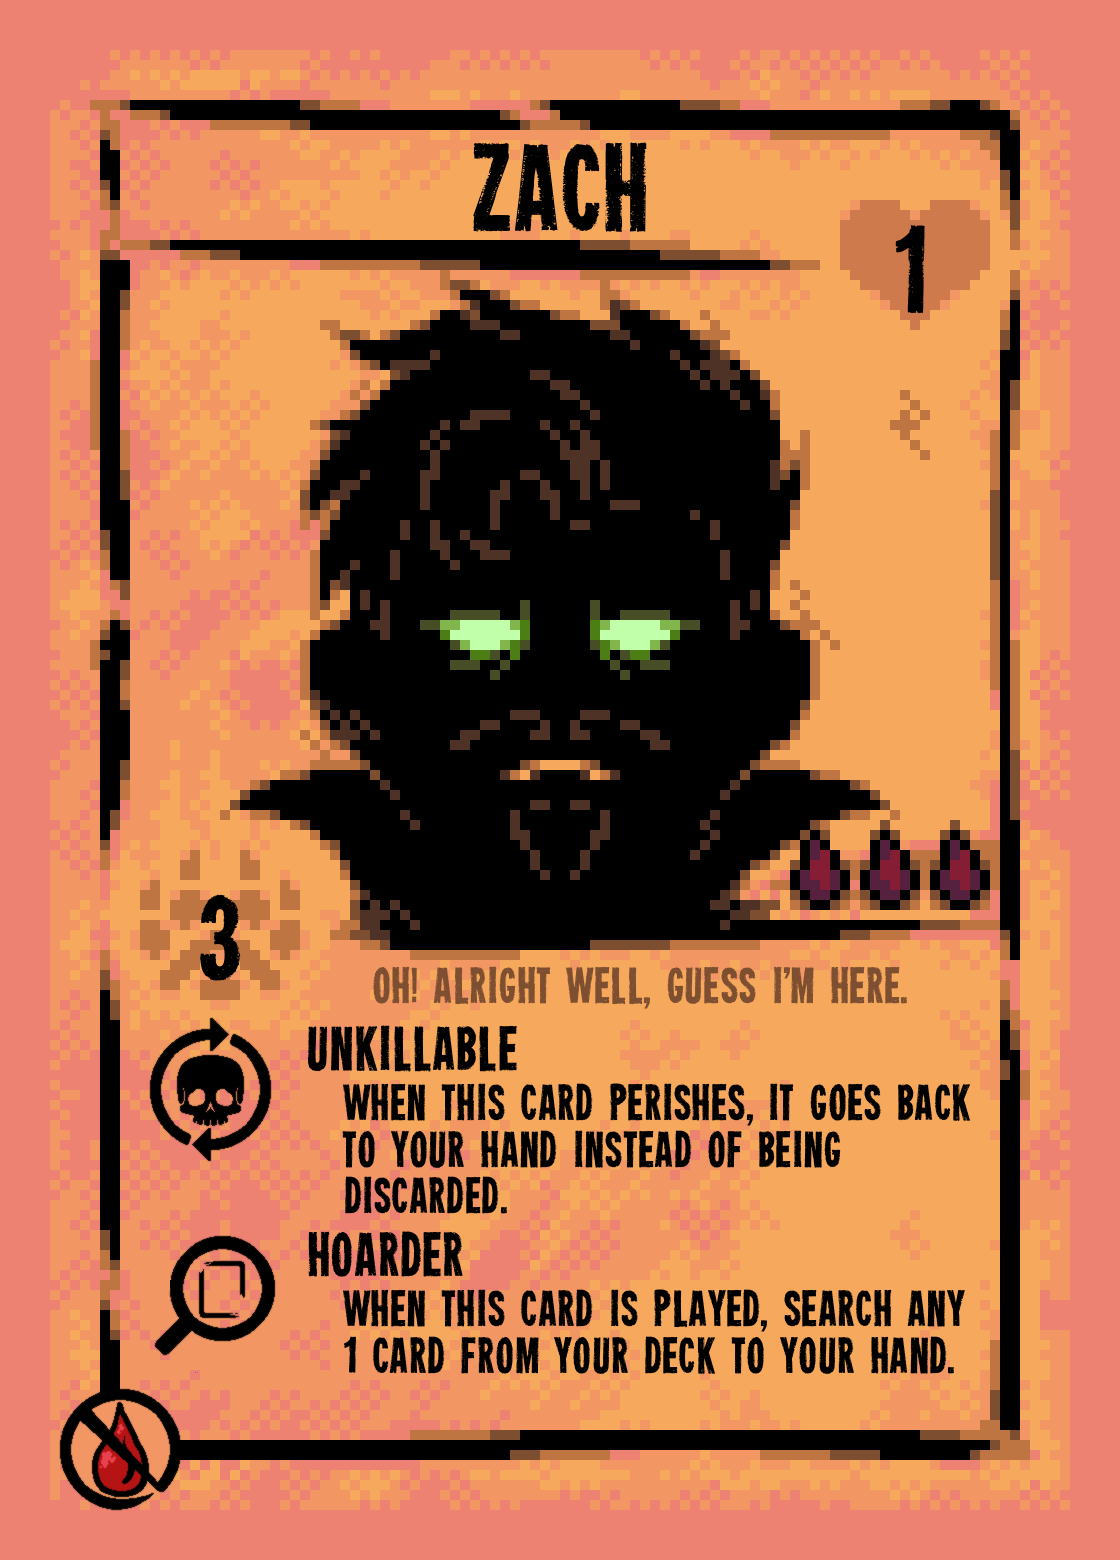 ZACH
1
3
OH! ALRIGHT WELL, GUESS I'M HERE.
UNKILLABLE
WHEN THIS CARD PERISHES, IT GOES BACK
TO YOUR HAND INSTEAD OF BEING
DISCARDED.
HOARDER
WHEN THIS CARD IS PLAYED, SEARCH ANY
1 CARD FROM YOUR DECK TO YOUR HAND.